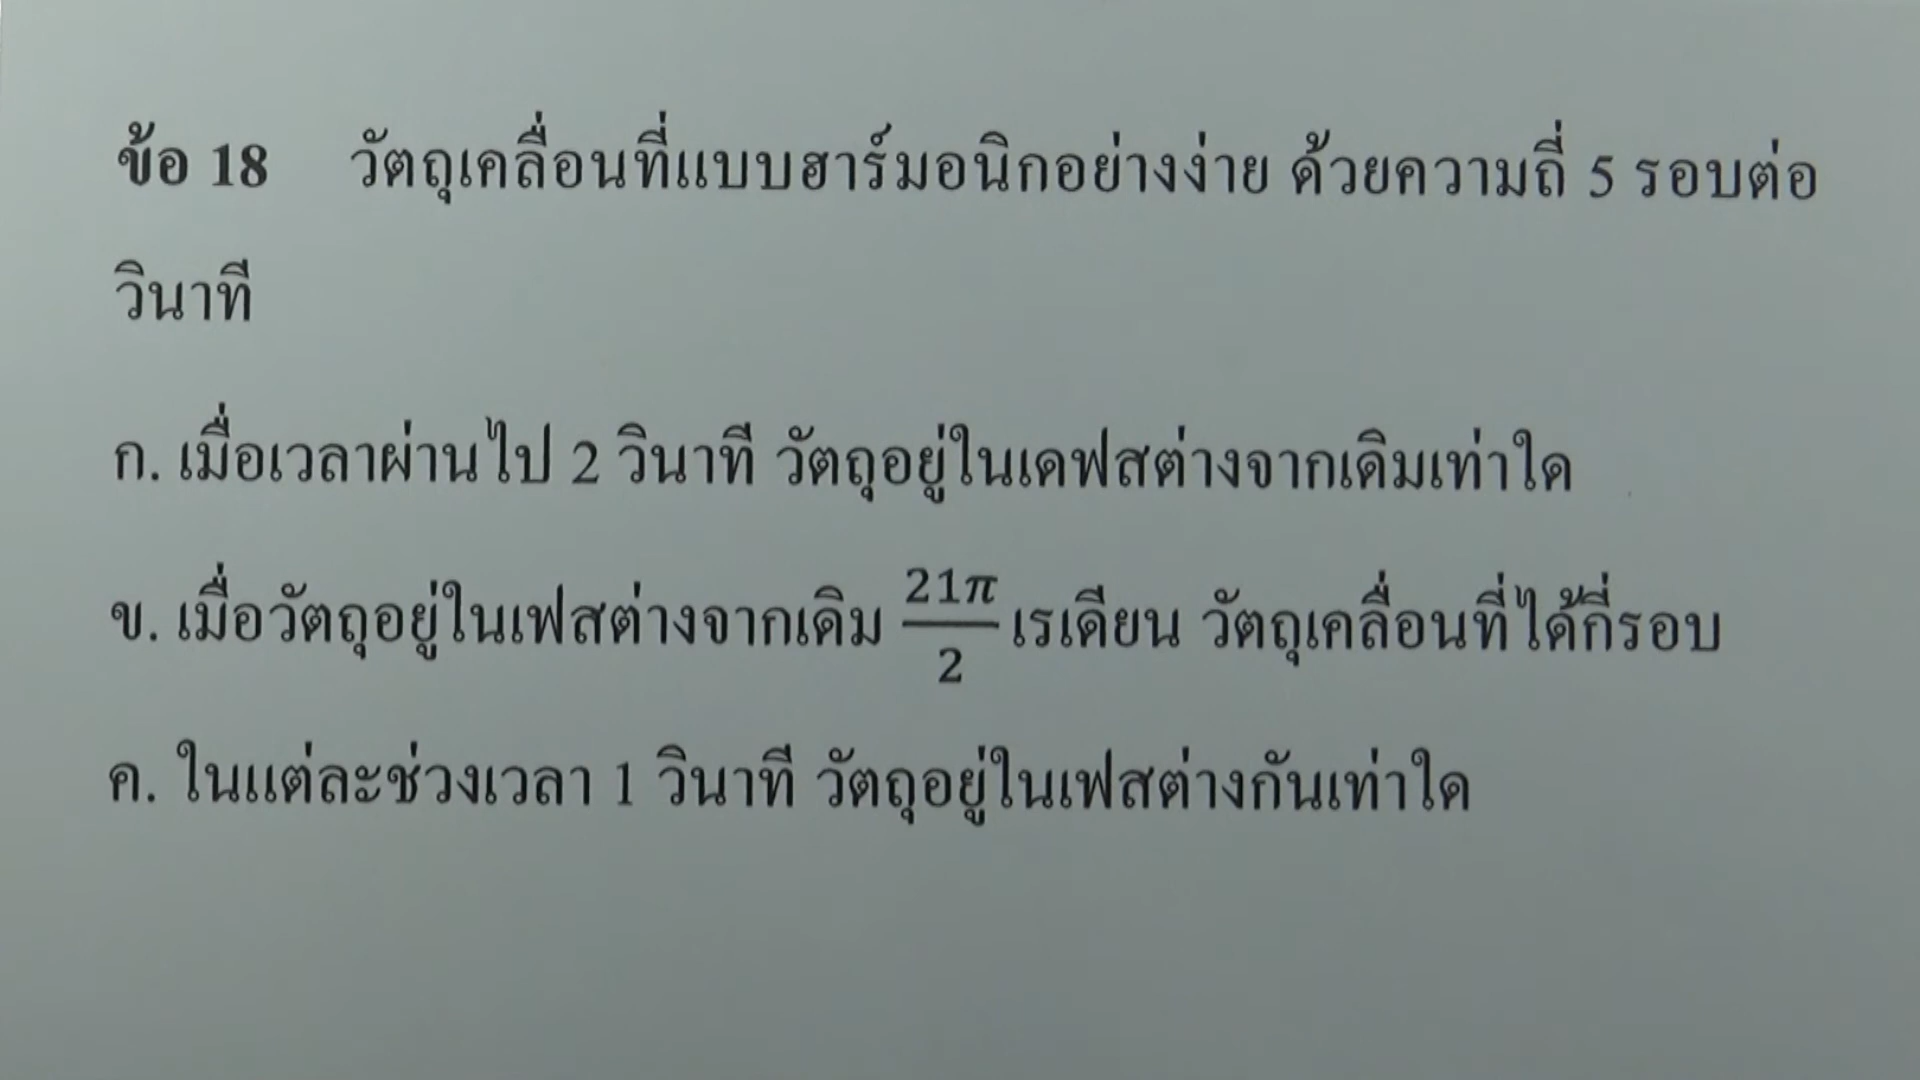 ข้อ 18 วัตถุเคลื่อนที่แบบฮาร์มอนิกอย่างง่าย ด้วยความถี่ 5 รอบต่อ
วินาที
ก. เมื่อเวลาผ่านไป 2 วินาที วัตถุอยู่ในเดฟสต่างจากเดิมเท่าใด
ข. เมื่อวัตถุอยู่ในเฟสต่างจากเดิม 21π/2 เรเดียน วัตถุเคลื่อนที่ได้กี่รอบ
ค. ในแต่ละช่วงเวลา 1 วินาที วัตถุอยู่ในเฟสต่างกันเท่าใด